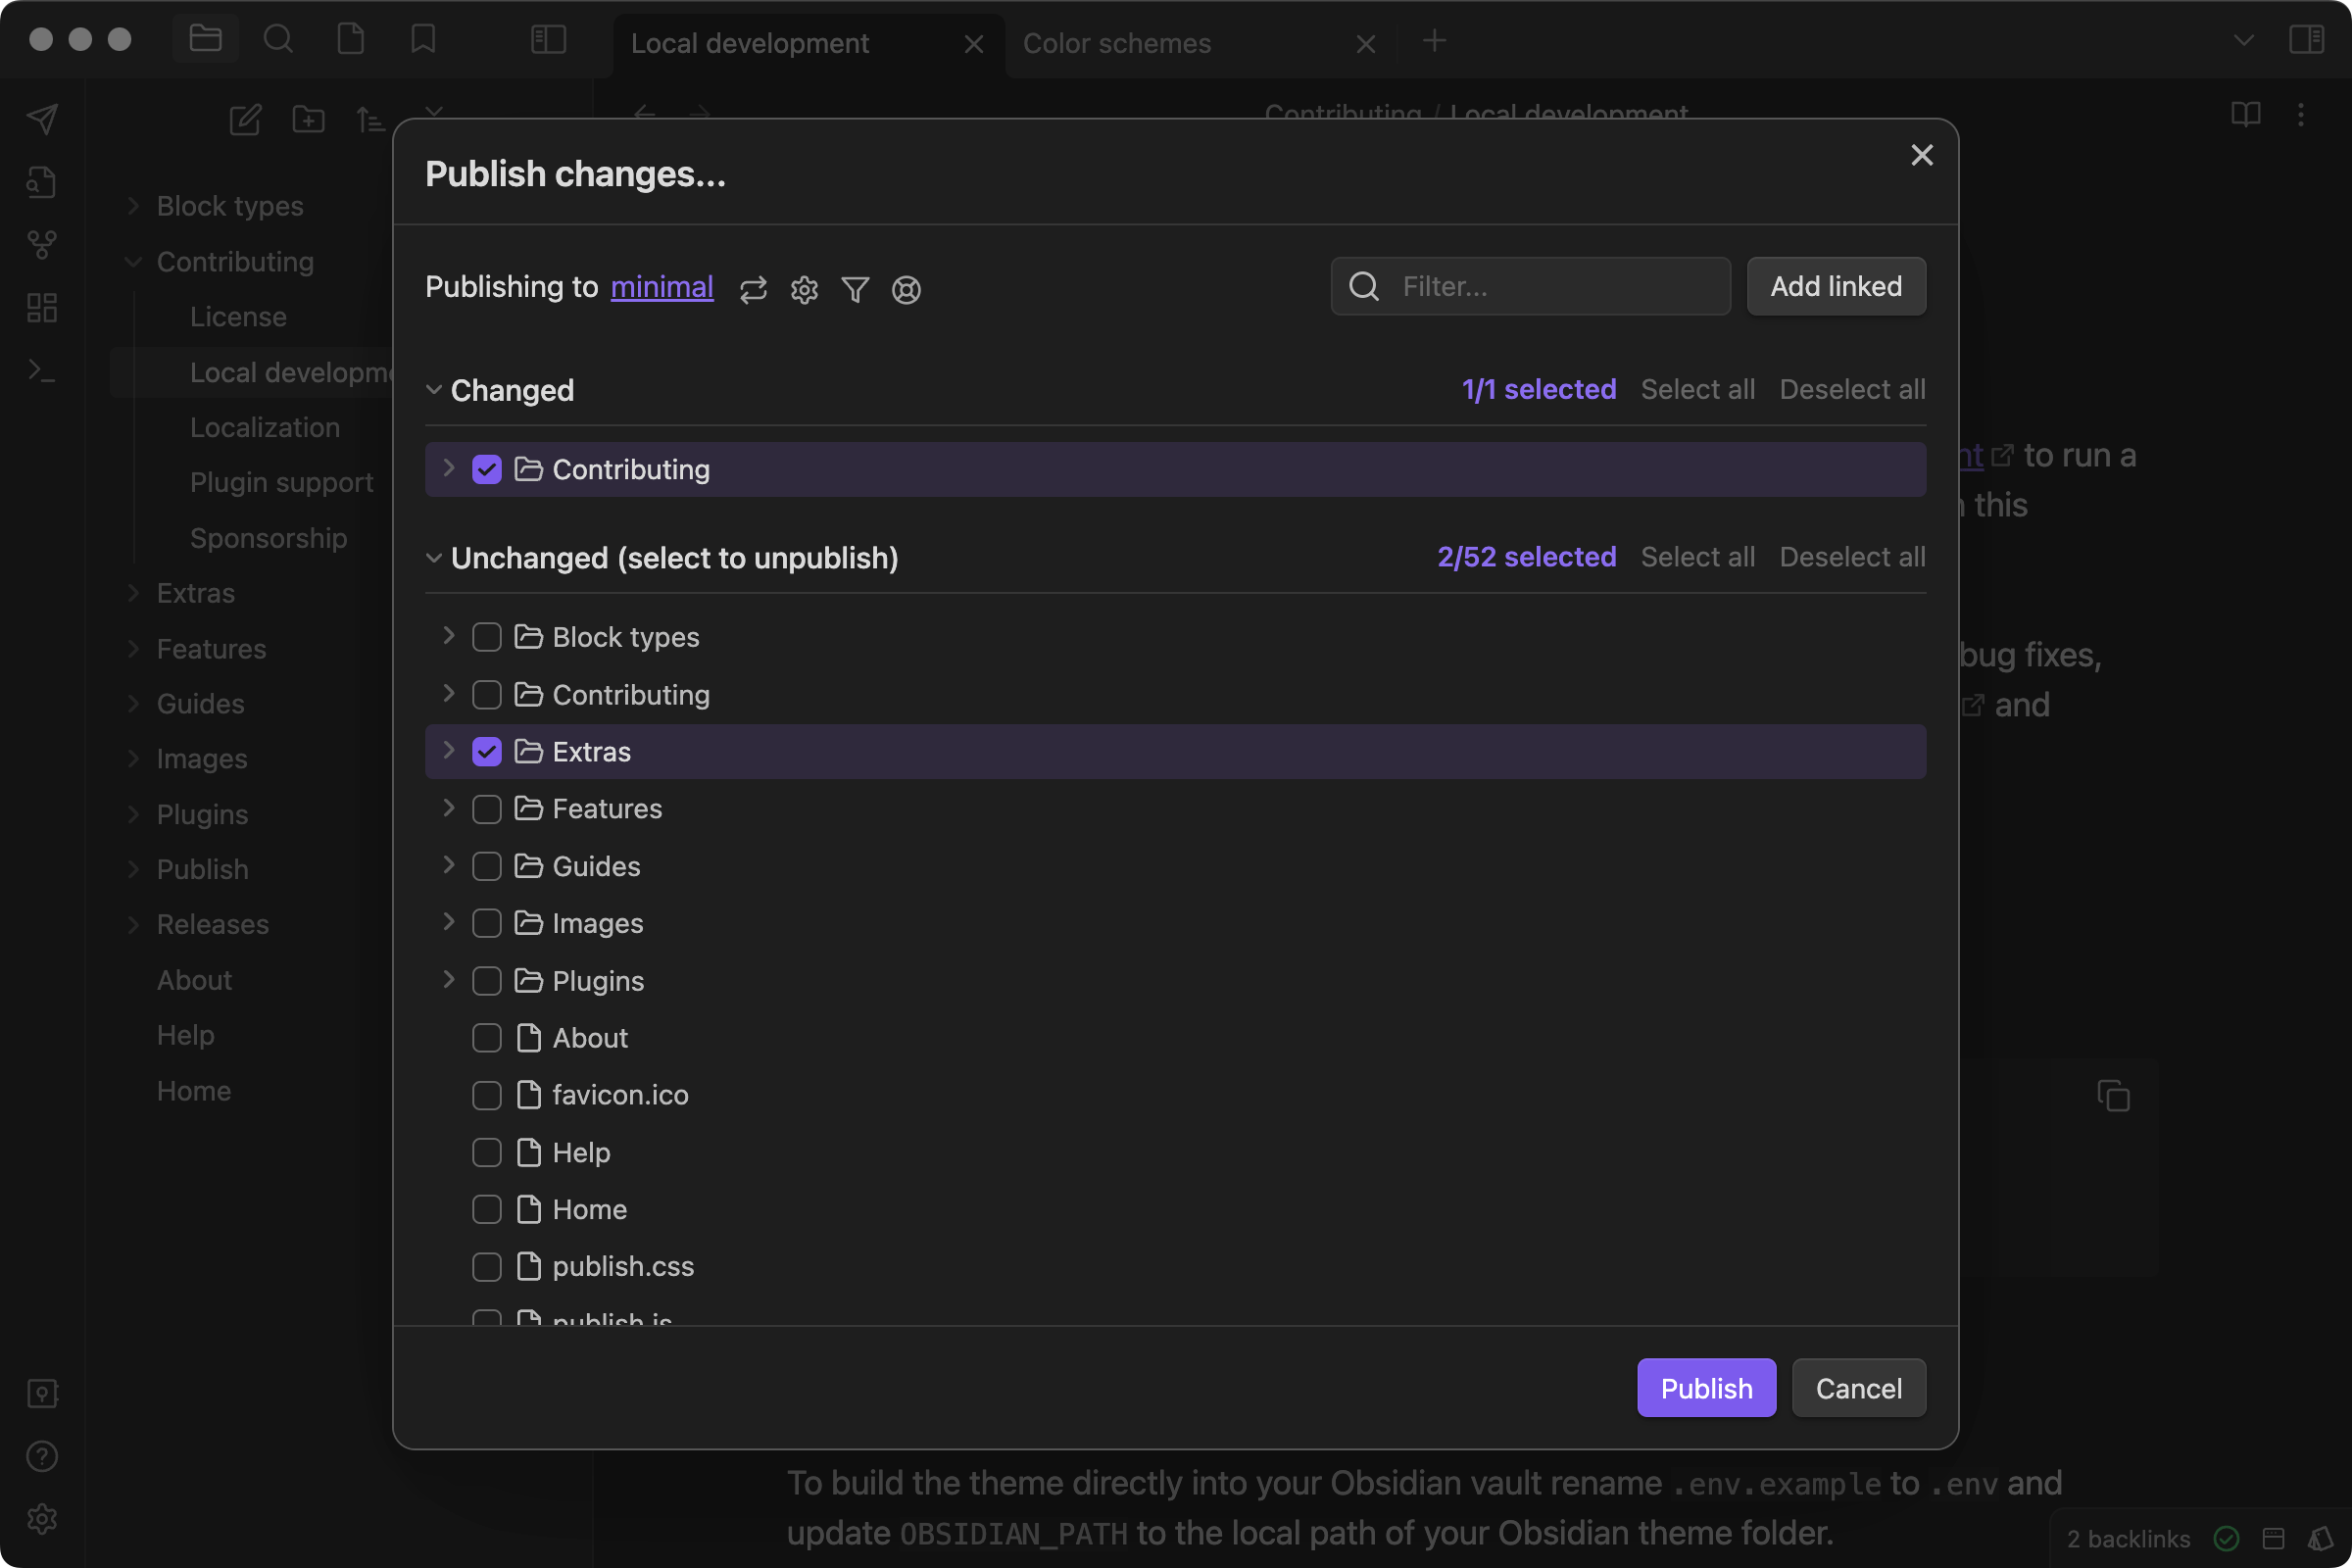 Local development
Color schemes
Contributing / Local development
Block types
Contributing
License
Local developme
Localization
Plugin support
Sponsorship
Extras
Features
Guides
Images
Plugins
Publish
Releases
About
Help
Home
Publish changes...
Publishing to minimal
Filter...
Add linked
Changed
1/1 selected
Select all
Deselect all
Contributing
Unchanged (select to unpublish)
2/52 selected
Select all
Deselect all
Block types
Contributing
Extras
Features
Guides
Images
Plugins
About
favicon.ico
Help
Home
publish.css
publish.js
Publish
Cancel
nt to run a
this
bug fixes,
and
To build the theme directly into your Obsidian vault rename .env.example to .env and
update OBSIDIAN_PATH to the local path of your Obsidian theme folder.
2 backlinks